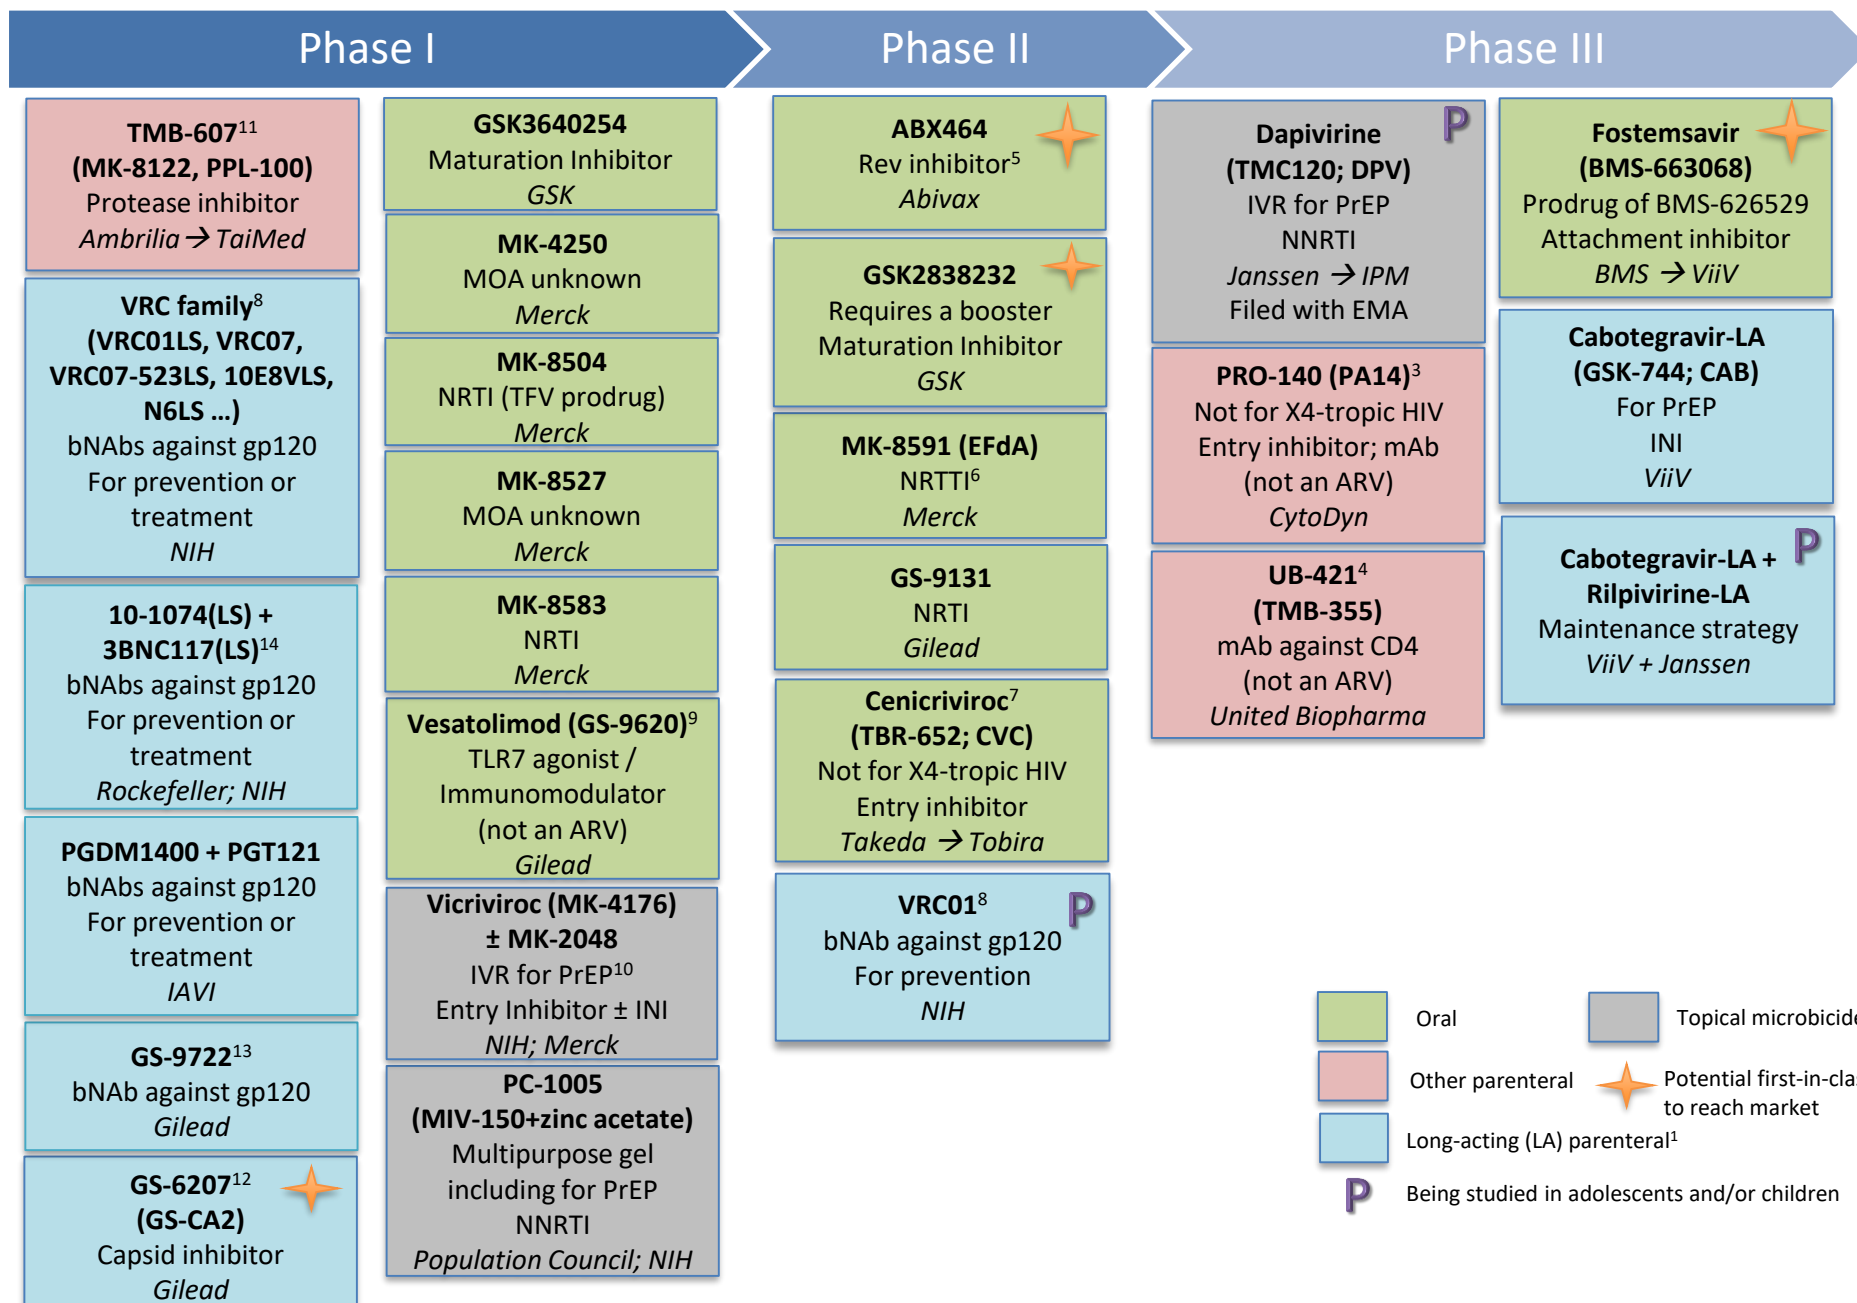 Phase I
Phase II
Phase III
TMB-607¹¹
(MK-8122, PPL-100)
Protease inhibitor
Ambrilia → TaiMed
VRC family⁸
(VRC01LS, VRC07,
VRC07-523LS, 10E8VLS,
N6LS ...)
bNAbs against gp120
For prevention or
treatment
NIH
10-1074(LS) +
3BNC117(LS)¹⁴
bNAbs against gp120
For prevention or
treatment
Rockefeller; NIH
PGDM1400 + PGT121
bNAbs against gp120
For prevention or
treatment
IAVI
GS-9722¹³
bNAb against gp120
Gilead
GS-6207¹²
(GS-CA2)
Capsid inhibitor
Gilead
GSK3640254
Maturation Inhibitor
GSK
MK-4250
MOA unknown
Merck
MK-8504
NRTI (TFV prodrug)
Merck
MK-8527
MOA unknown
Merck
MK-8583
NRTI
Merck
Vesatolimod (GS-9620)⁹
TLR7 agonist /
Immunomodulator
(not an ARV)
Gilead
Vicriviroc (MK-4176)
± MK-2048
IVR for PrEP¹⁰
Entry Inhibitor ± INI
NIH; Merck
PC-1005
(MIV-150+zinc acetate)
Multipurpose gel
including for PrEP
NNRTI
Population Council; NIH
ABX464
Rev inhibitor⁵
Abivax
GSK2838232
Requires a booster
Maturation Inhibitor
GSK
MK-8591 (EFdA)
NRTTI⁶
Merck
GS-9131
NRTI
Gilead
Cenicriviroc⁷
(TBR-652; CVC)
Not for X4-tropic HIV
Entry inhibitor
Takeda → Tobira
VRC01⁸
P
bNAb against gp120
For prevention
NIH
Dapivirine
P
(TMC120; DPV)
IVR for PrEP
NNRTI
Janssen → IPM
Filed with EMA
PRO-140 (PA14)³
Not for X4-tropic HIV
Entry inhibitor; mAb
(not an ARV)
CytoDyn
UB-421⁴
(TMB-355)
mAb against CD4
(not an ARV)
United Biopharma
Fostemsavir
(BMS-663068)
Prodrug of BMS-626529
Attachment inhibitor
BMS → ViiV
Cabotegravir-LA
(GSK-744; CAB)
For PrEP
INI
ViiV
Cabotegravir-LA +
P
Rilpivirine-LA
Maintenance strategy
ViiV + Janssen
Oral
Topical microbicide
Other parenteral
Potential first-in-cla
to reach market
Long-acting (LA) parenteral¹
P Being studied in adolescents and/or children